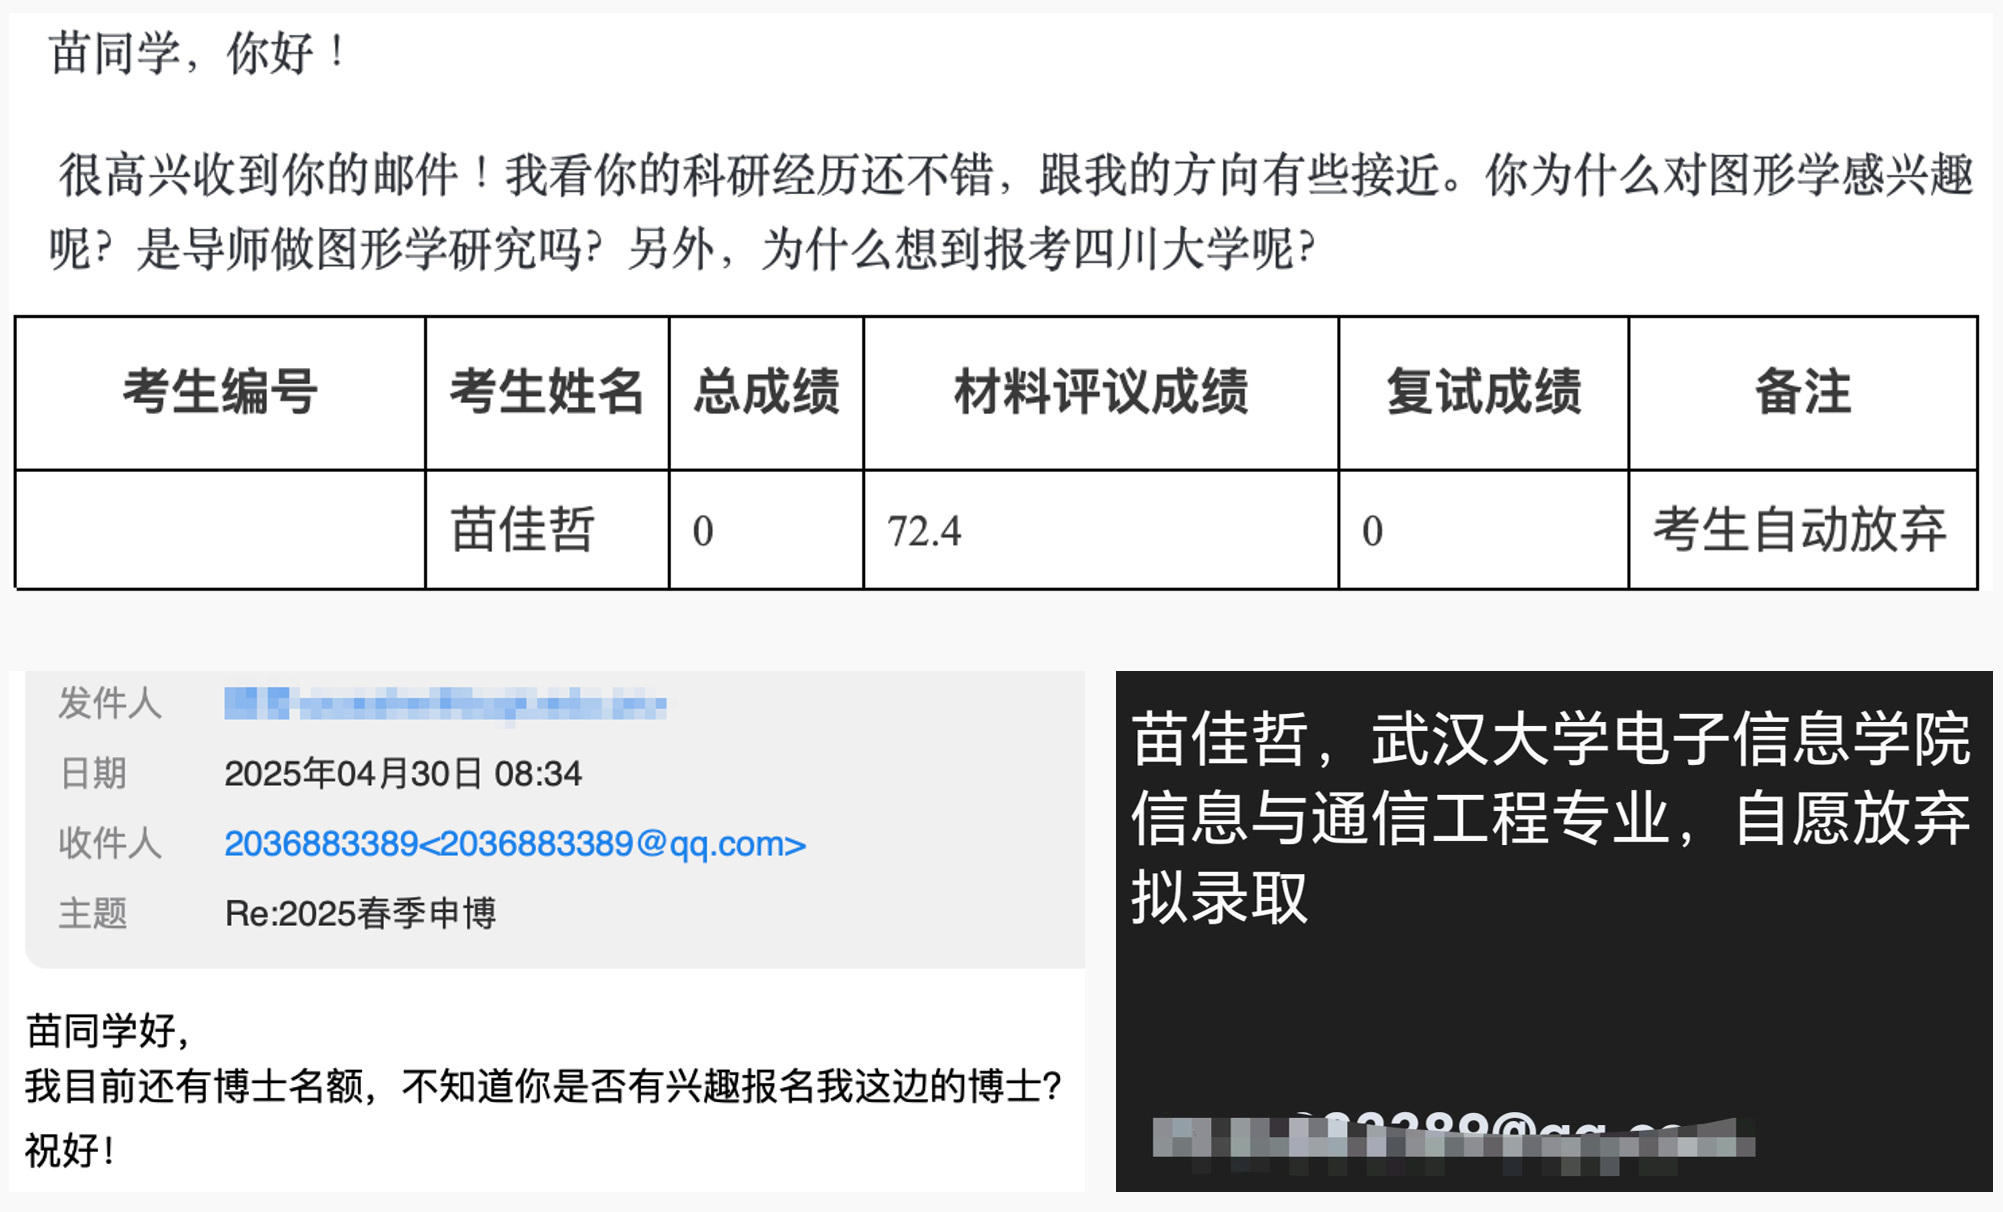 苗同学，你好！
很高兴收到你的邮件！我看你的科研经历还不错，跟我的方向有些接近。你为什么对图形学感兴趣
呢？是导师做图形学研究吗？另外，为什么想到报考四川大学呢？
考生编号 考生姓名 总成绩 材料评议成绩 复试成绩 备注
苗佳哲 0 72.4 0 考生自动放弃
发件人
日期 2025年04月30日 08:34
收件人 2036883389<2036883389@qq.com>
主题 Re:2025春季申博
苗同学好，
我目前还有博士名额，不知道你是否有兴趣报名我这边的博士？
祝好！
苗佳哲，武汉大学电子信息学院
信息与通信工程专业，自愿放弃
拟录取